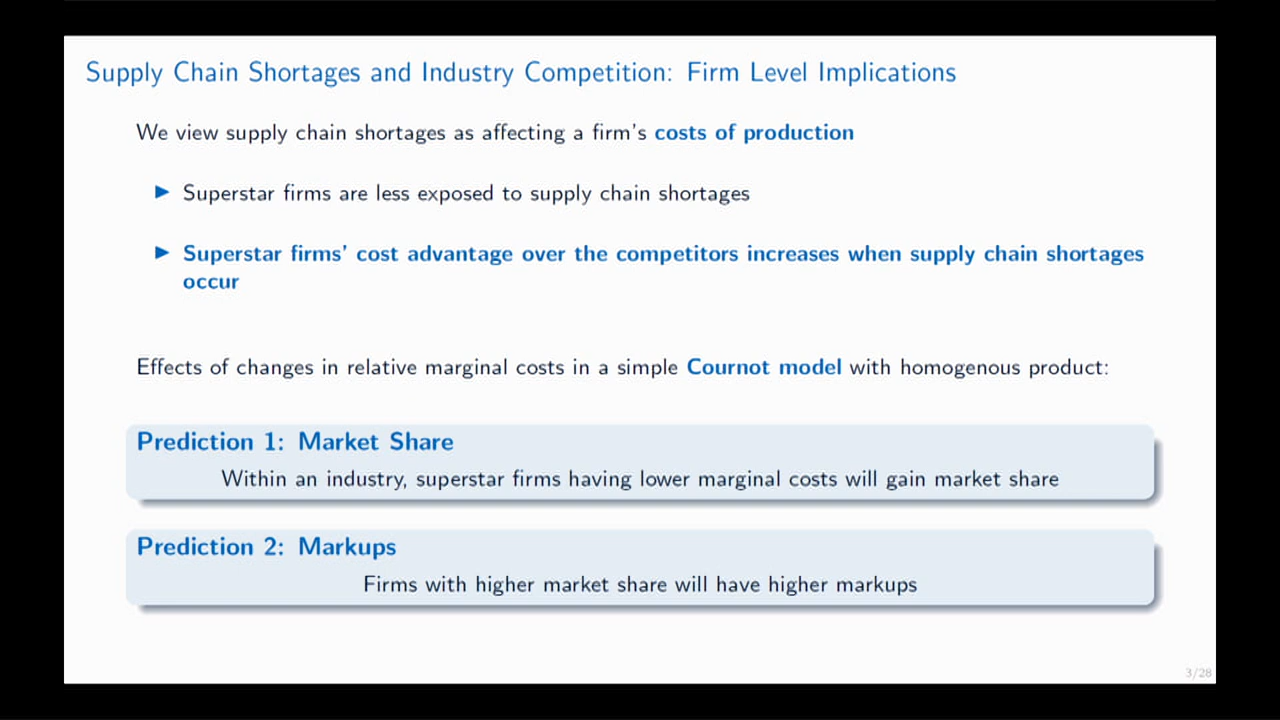 Supply Chain Shortages and Industry Competition: Firm Level Implications
We view supply chain shortages as affecting a firm's costs of production
Superstar firms are less exposed to supply chain shortages
Superstar firms' cost advantage over the competitors increases when supply chain shortages
occur
Effects of changes in relative marginal costs in a simple Cournot model with homogenous product:
Prediction 1: Market Share
Within an industry, superstar firms having lower marginal costs will gain market share
Prediction 2: Markups
Firms with higher market share will have higher markups
3/28